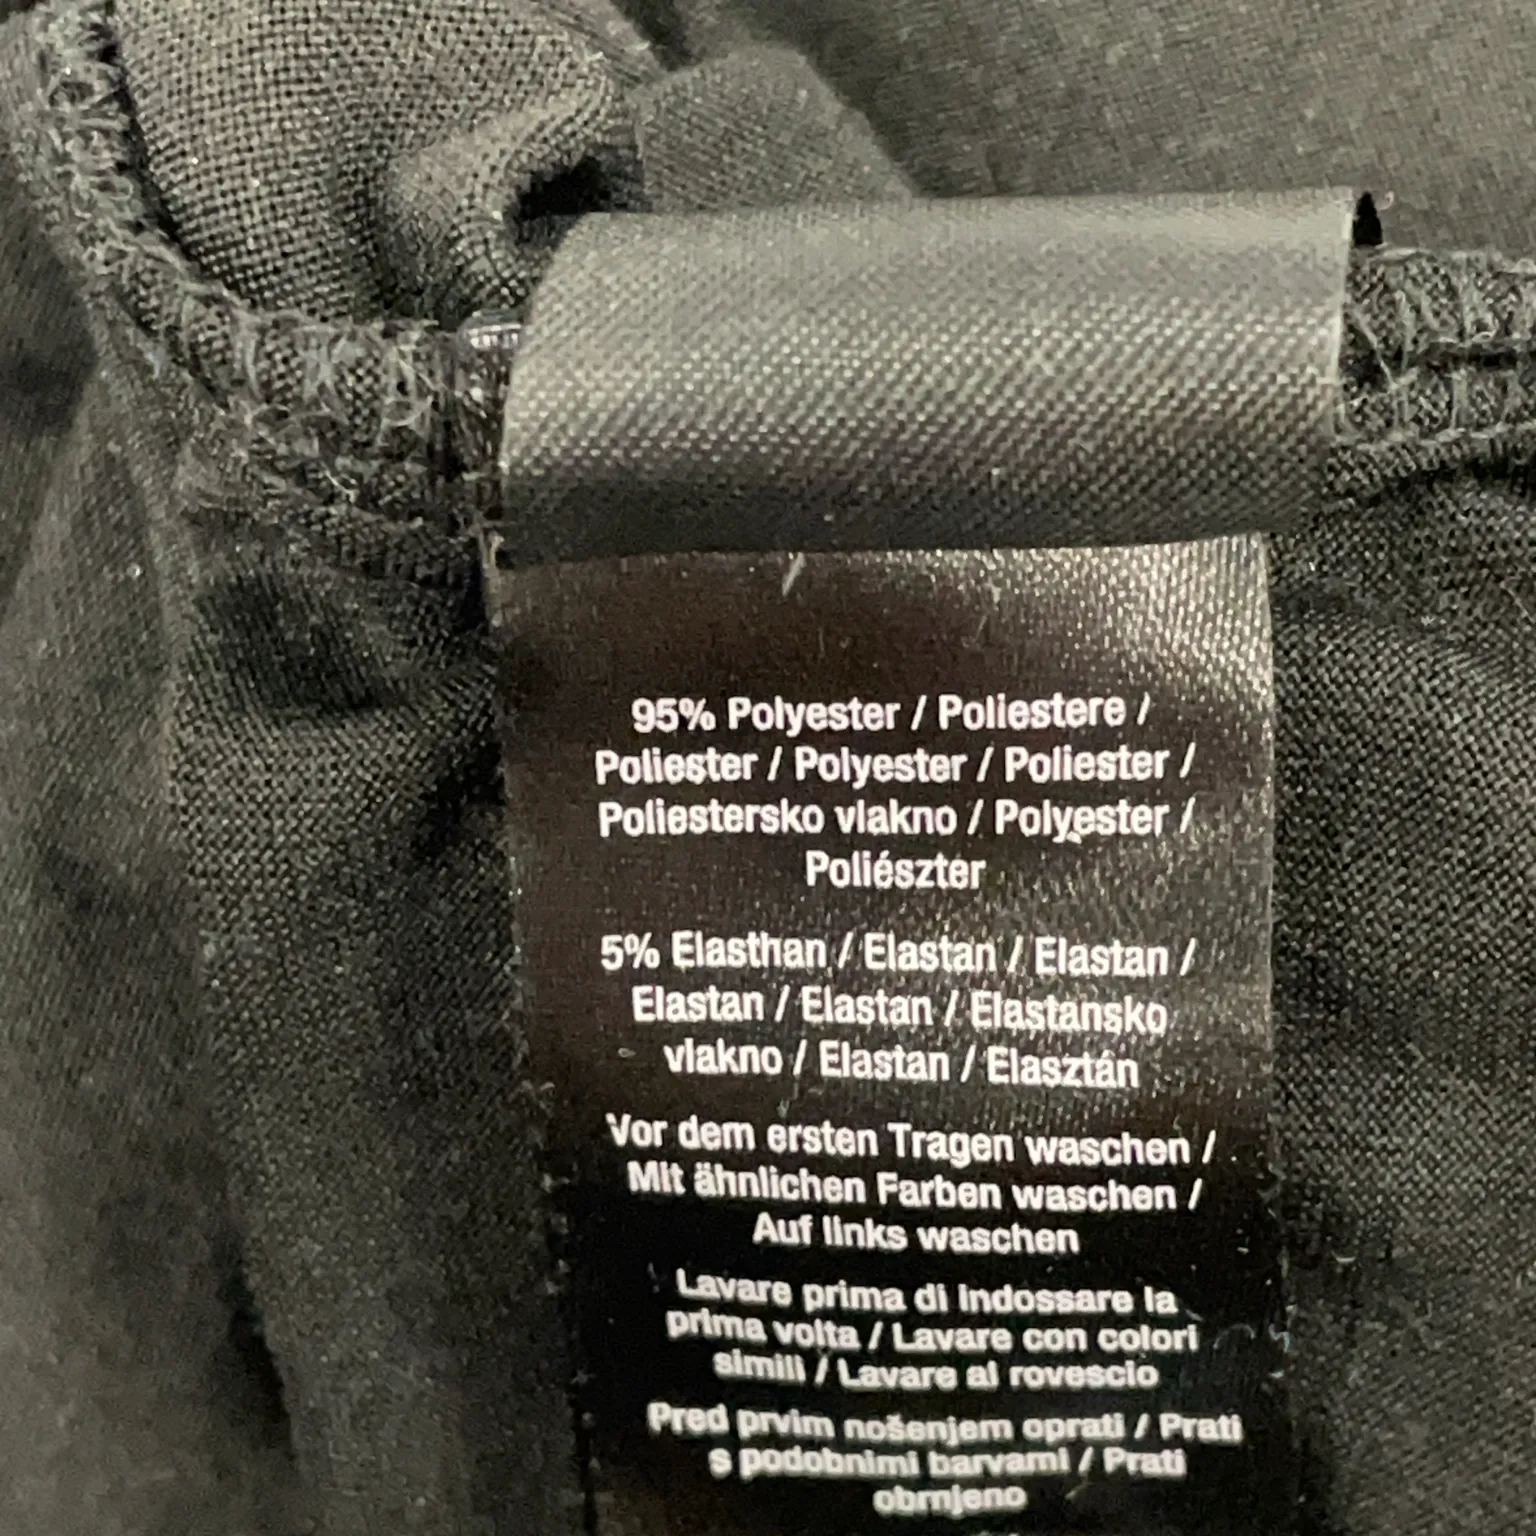 95% Polyester / Poliestere /
Poliester / Polyester / Poliester /
Poliestersko vlakno / Polyester /
Poliészter
5% Elasthan / Elastan / Elastan /
Elastan / Elastan / Elastansko
vlakno / Elastan / Elasztán
Vor dem ersten Tragen waschen /
Mit ähnlichen Farben waschen /
Auf links waschen
Lavare prima di indossare la
prima volta / Lavare con colori
simili / Lavare al rovescio
Pred prvim nošenjem oprati / Prati
s podobnimi barvami / Prati
obrnjeno